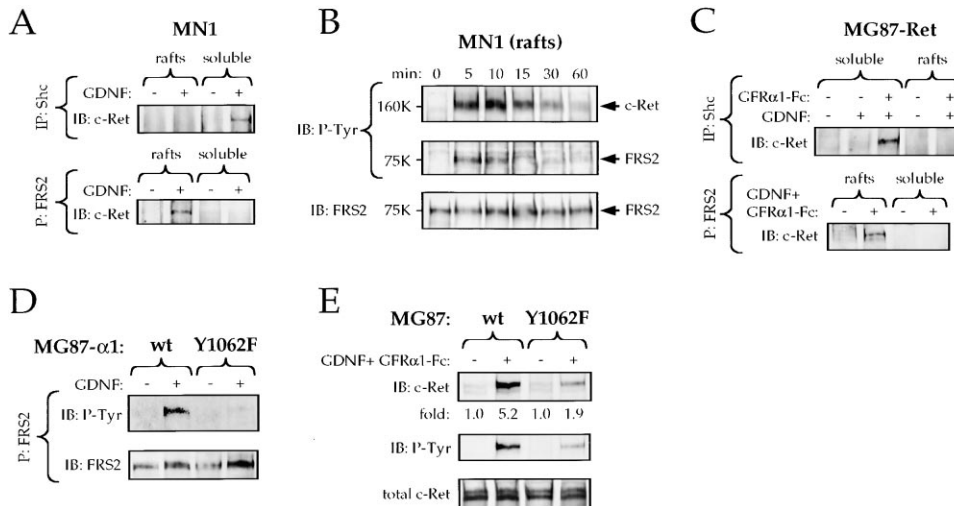 A
MN1
rafts soluble
GDNF: - + - +
IP: Shc
IB: c-Ret
rafts soluble
GDNF: - + - +
P: FRS2
IB: c-Ret
B
MN1 (rafts)
min: 0 5 10 15 30 60
IB: P-Tyr
160K c-Ret
75K FRS2
IB: FRS2 75K FRS2
C
MG87-Ret
soluble rafts
GFRα1-Fc: - - + - +
GDNF: - + + - +
IP: Shc
IB: c-Ret
rafts soluble
GDNF+
GFRα1-Fc: - + - +
P: FRS2
IB: c-Ret
D
MG87-α1: wt Y1062F
GDNF: - + - +
P: FRS2
IB: P-Tyr
IB: FRS2
E
MG87: wt Y1062F
GDNF+ GFRα1-Fc: - + - +
IB: c-Ret
fold: 1.0 5.2 1.0 1.9
IB: P-Tyr
total c-Ret